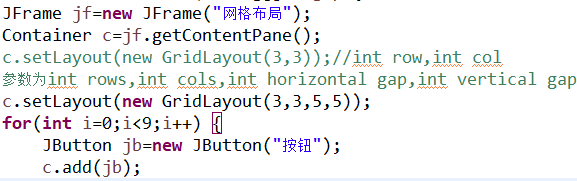 JFrame jf=new JFrame("网格布局");
Container c=jf.getContentPane();
c.setLayout(new GridLayout(3,3));//int row,int col
参数为int rows,int cols,int horizontal gap,int vertical gap
c.setLayout(new GridLayout(3,3,5,5));
for(int i=0;i<9;i++) {
    JButton jb=new JButton("按钮");
    c.add(jb);